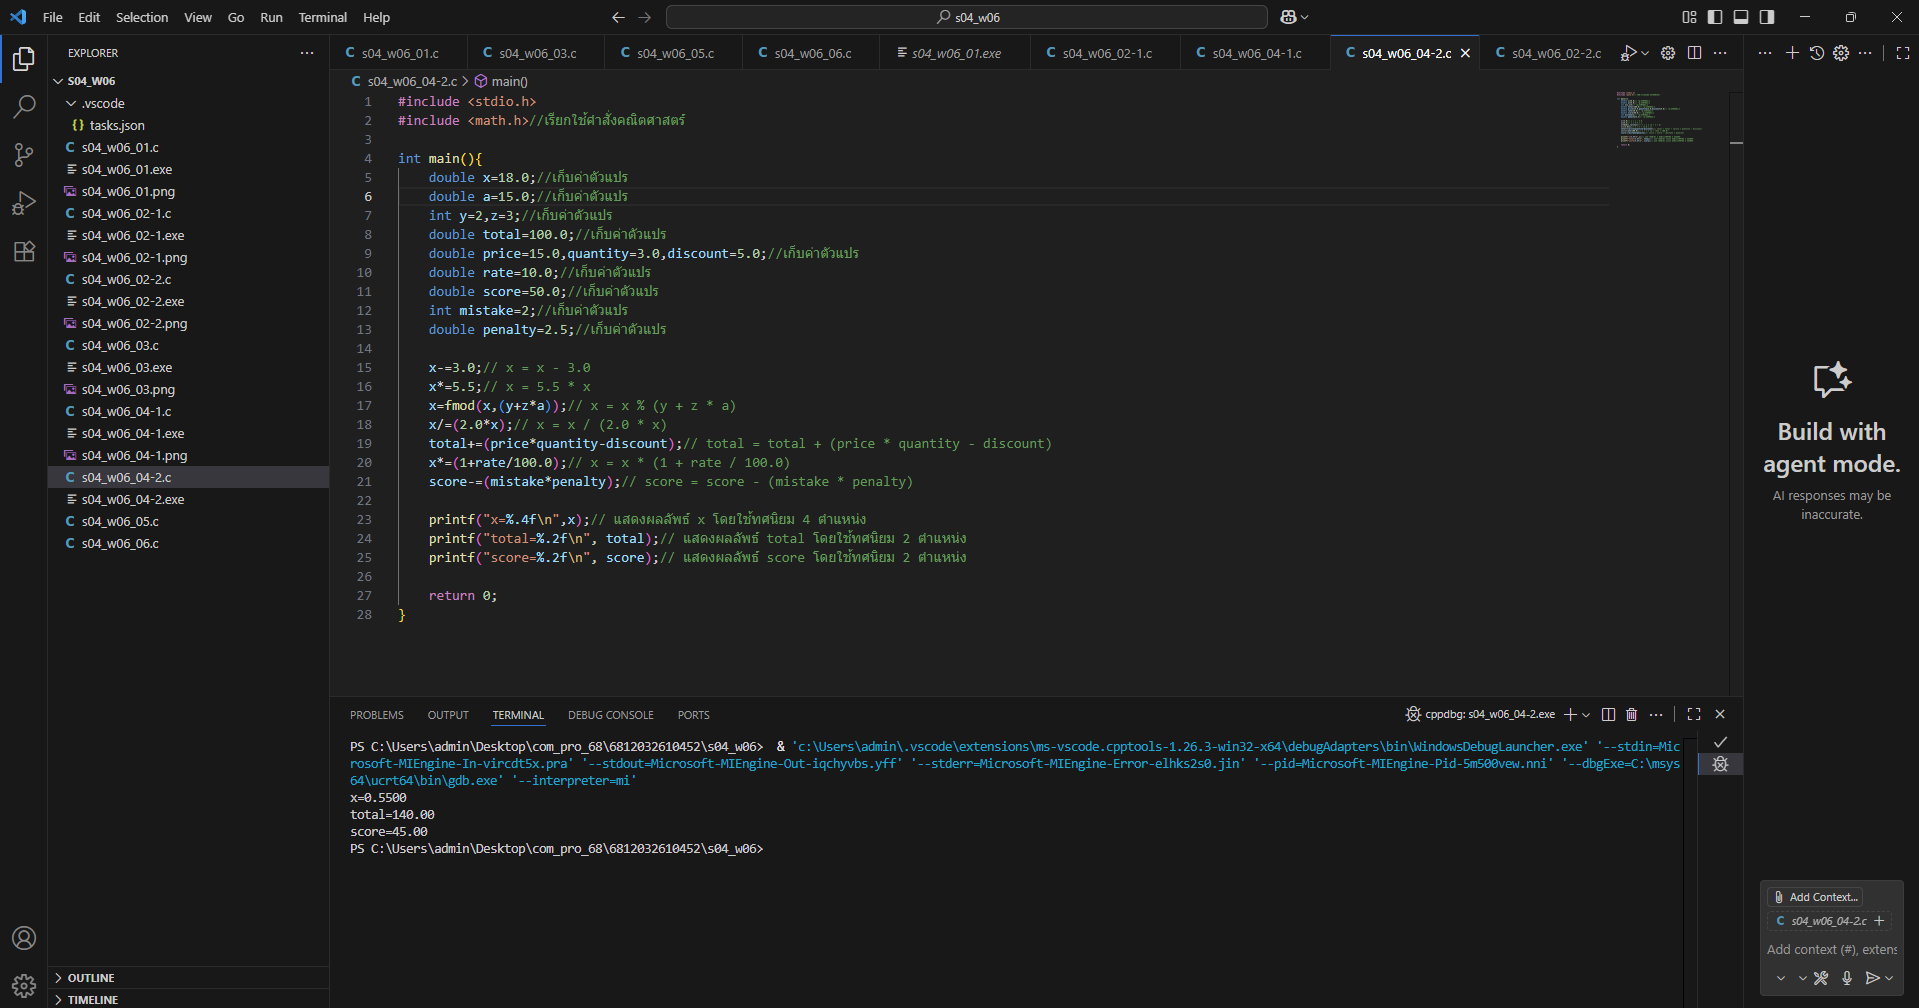 File Edit Selection View Go Run Terminal Help
s04_w06
EXPLORER
S04_W06
.vscode
{} tasks.json
C s04_w06_01.c
s04_w06_01.exe
s04_w06_01.png
C s04_w06_02-1.c
s04_w06_02-1.exe
s04_w06_02-1.png
C s04_w06_02-2.c
s04_w06_02-2.exe
s04_w06_02-2.png
C s04_w06_03.c
s04_w06_03.exe
s04_w06_03.png
C s04_w06_04-1.c
s04_w06_04-1.exe
s04_w06_04-1.png
C s04_w06_04-2.c
s04_w06_04-2.exe
C s04_w06_05.c
C s04_w06_06.c
OUTLINE
TIMELINE
C s04_w06_01.c C s04_w06_03.c C s04_w06_05.c C s04_w06_06.c s04_w06_01.exe C s04_w06_02-1.c C s04_w06_04-1.c C s04_w06_04-2.c C s04_w06_02-2.c
C s04_w06_04-2.c > main()
1 #include <stdio.h>
2 #include <math.h>//เรียกใช้คำสั่งคณิตศาสตร์
3
4 int main(){
5 double x=18.0;//เก็บค่าตัวแปร
6 double a=15.0;//เก็บค่าตัวแปร
7 int y=2,z=3;//เก็บค่าตัวแปร
8 double total=100.0;//เก็บค่าตัวแปร
9 double price=15.0,quantity=3.0,discount=5.0;//เก็บค่าตัวแปร
10 double rate=10.0;//เก็บค่าตัวแปร
11 double score=50.0;//เก็บค่าตัวแปร
12 int mistake=2;//เก็บค่าตัวแปร
13 double penalty=2.5;//เก็บค่าตัวแปร
14
15 x-=3.0;// x = x - 3.0
16 x*=5.5;// x = 5.5 * x
17 x=fmod(x,(y+z*a));// x = x % (y + z * a)
18 x/=(2.0*x);// x = x / (2.0 * x)
19 total+=(price*quantity-discount);// total = total + (price * quantity - discount)
20 x*=(1+rate/100.0);// x = x * (1 + rate / 100.0)
21 score-=(mistake*penalty);// score = score - (mistake * penalty)
22
23 printf("x=%.4f\n",x);// แสดงผลลัพธ์ x โดยใช้ทศนิยม 4 ตำแหน่ง
24 printf("total=%.2f\n", total);// แสดงผลลัพธ์ total โดยใช้ทศนิยม 2 ตำแหน่ง
25 printf("score=%.2f\n", score);// แสดงผลลัพธ์ score โดยใช้ทศนิยม 2 ตำแหน่ง
26
27 return 0;
28 }
PROBLEMS OUTPUT TERMINAL DEBUG CONSOLE PORTS
cppdbg: s04_w06_04-2.exe
PS C:\Users\admin\Desktop\com_pro_68\6812032610452\s04_w06> & 'c:\Users\admin\.vscode\extensions\ms-vscode.cpptools-1.26.3-win32-x64\debugAdapters\bin\WindowsDebugLauncher.exe' '--stdin=Mic
rosoft-MIEngine-In-vircdt5x.pra' '--stdout=Microsoft-MIEngine-Out-iqchyvbs.yff' '--stderr=Microsoft-MIEngine-Error-elhks2s0.jin' '--pid=Microsoft-MIEngine-Pid-5m500vew.nni' '--dbgExe=C:\msys
64\ucrt64\bin\gdb.exe' '--interpreter=mi'
x=0.5500
total=140.00
score=45.00
PS C:\Users\admin\Desktop\com_pro_68\6812032610452\s04_w06>
Build with
agent mode.
AI responses may be
inaccurate.
Add Context...
C s04_w06_04-2.c
Add context (#), extens